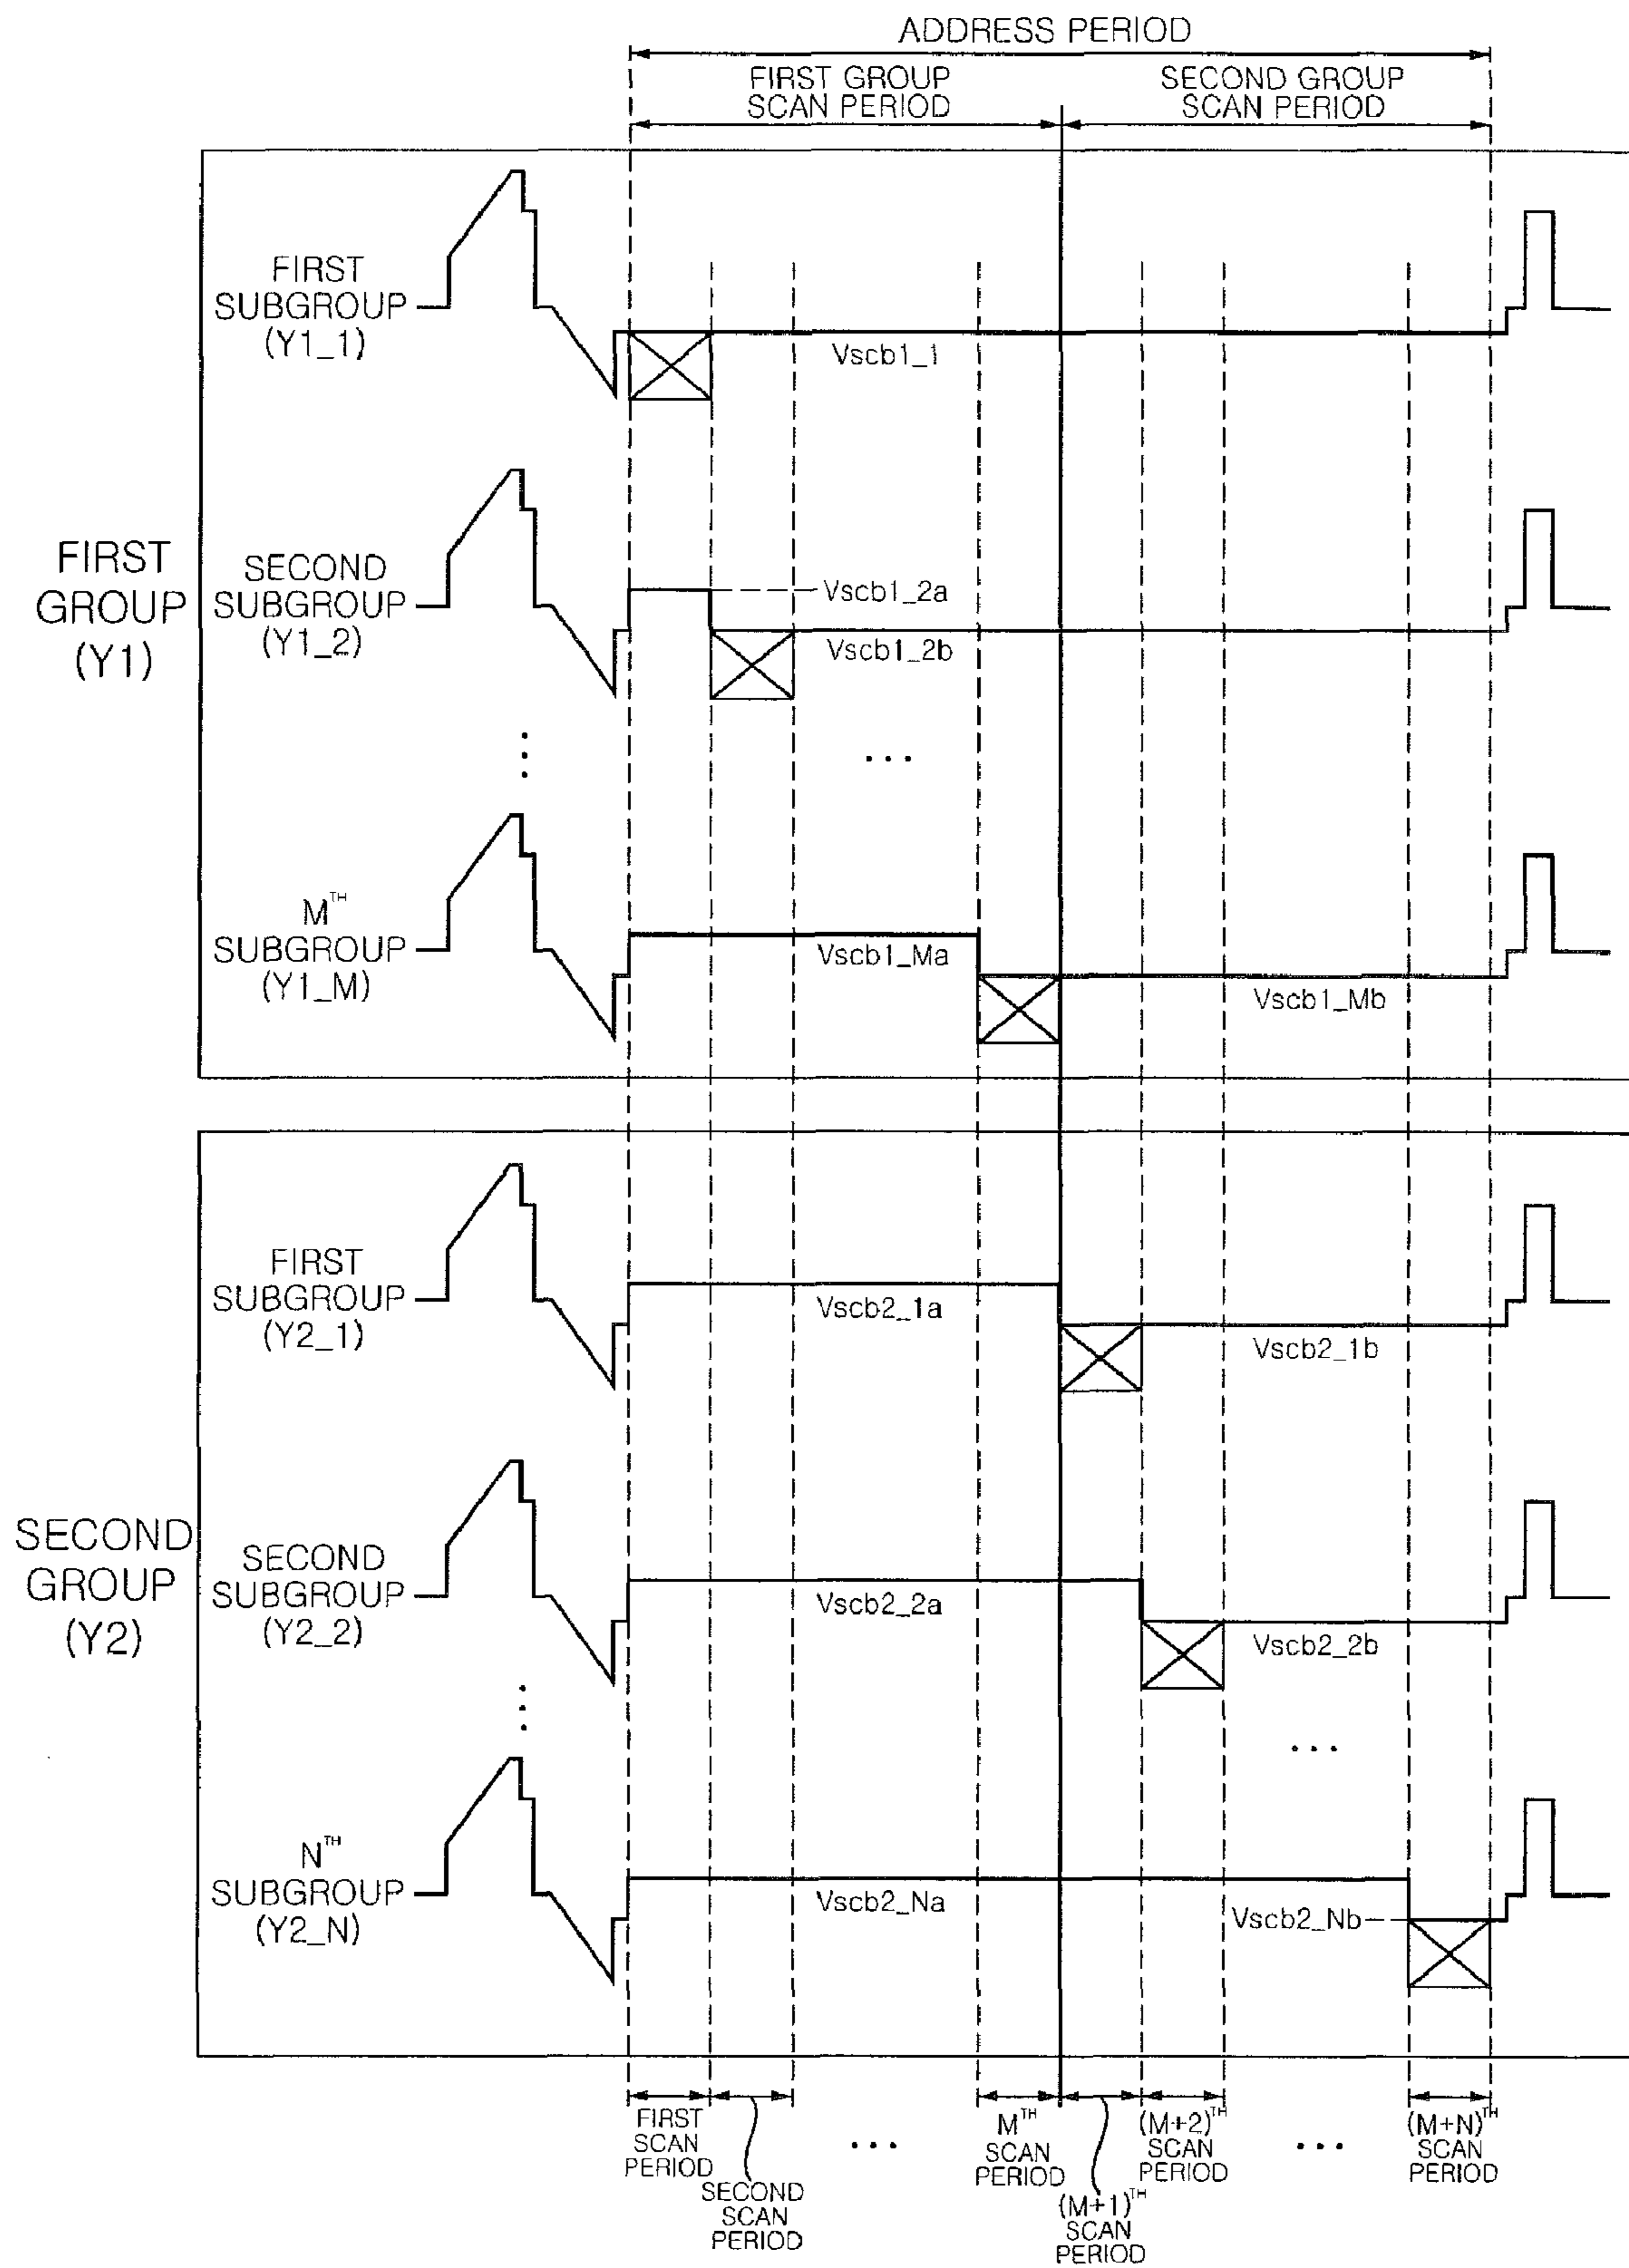 ADDRESS PERIOD
FIRST GROUP
SCAN PERIOD
SECOND GROUP
SCAN PERIOD
FIRST
GROUP
(Y1)
FIRST
SUBGROUP
(Y1_1)
Vscb1_1
SECOND
SUBGROUP
(Y1_2)
Vscb1_2a
Vscb1_2b
M^TH
SUBGROUP
(Y1_M)
Vscb1_Ma
Vscb1_Mb
SECOND
GROUP
(Y2)
FIRST
SUBGROUP
(Y2_1)
Vscb2_1a
Vscb2_1b
SECOND
SUBGROUP
(Y2_2)
Vscb2_2a
Vscb2_2b
N^TH
SUBGROUP
(Y2_N)
Vscb2_Na
Vscb2_Nb
FIRST
SCAN
PERIOD
SECOND
SCAN
PERIOD
M^TH
SCAN
PERIOD
(M+1)^TH
SCAN
PERIOD
(M+2)^TH
SCAN
PERIOD
(M+N)^TH
SCAN
PERIOD